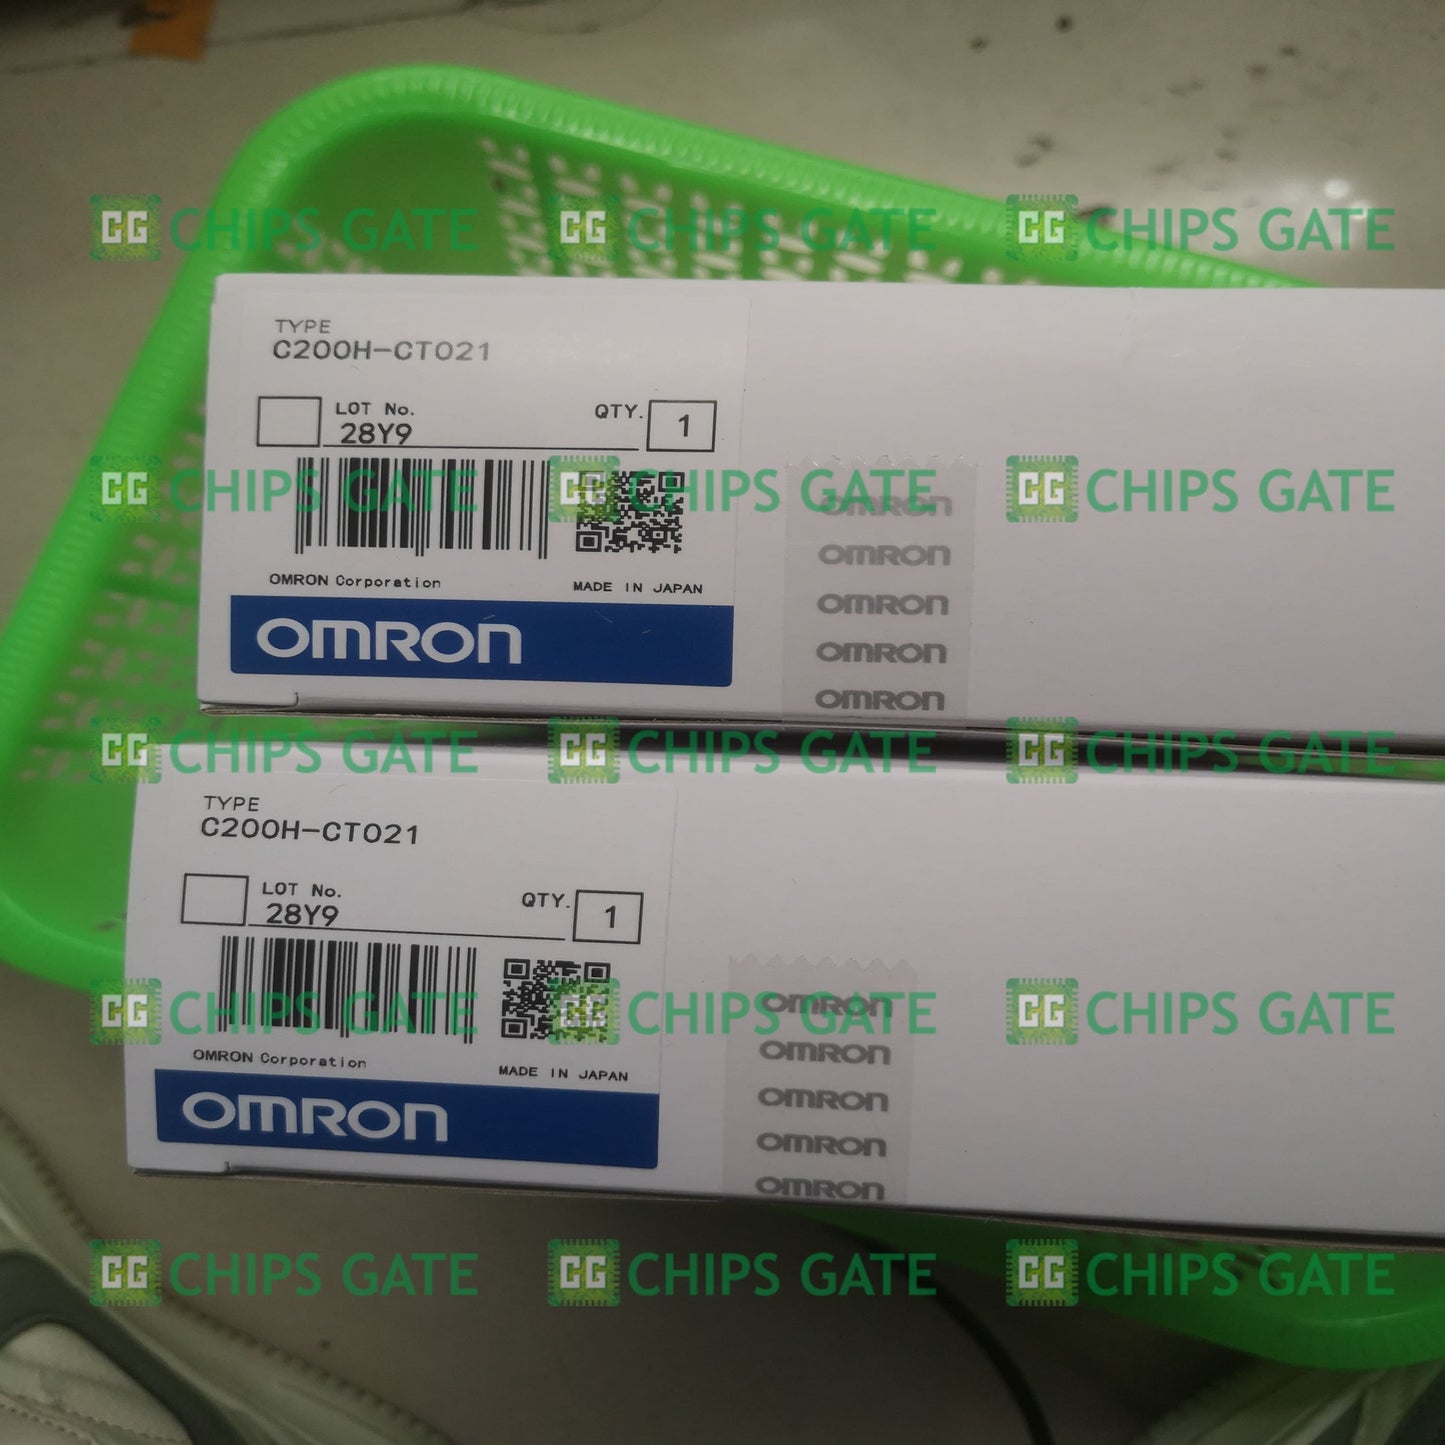 CG CHIPS GATE CG CHIPS GATE CG CHIPS GATE
TYPE
C200H-CT021
LOT No.
28Y9
QTY. 1
OMRON Corporation
MADE IN JAPAN
OMRON
OMRON
OMRON
OMRON
OMRON
OMRON
CG CHIPS GATE CG CHIPS GATE CG CHIPS GATE
CG CHIPS GATE CG CHIPS GATE CG CHIPS GATE
TYPE
C200H-CT021
LOT No.
28Y9
QTY. 1
OMRON Corporation
MADE IN JAPAN
OMRON
OMRON
OMRON
OMRON
OMRON
OMRON
CG CHIPS GATE CG CHIPS GATE CG CHIPS GATE
CG CHIPS GATE CG CHIPS GATE CG CHIPS GATE